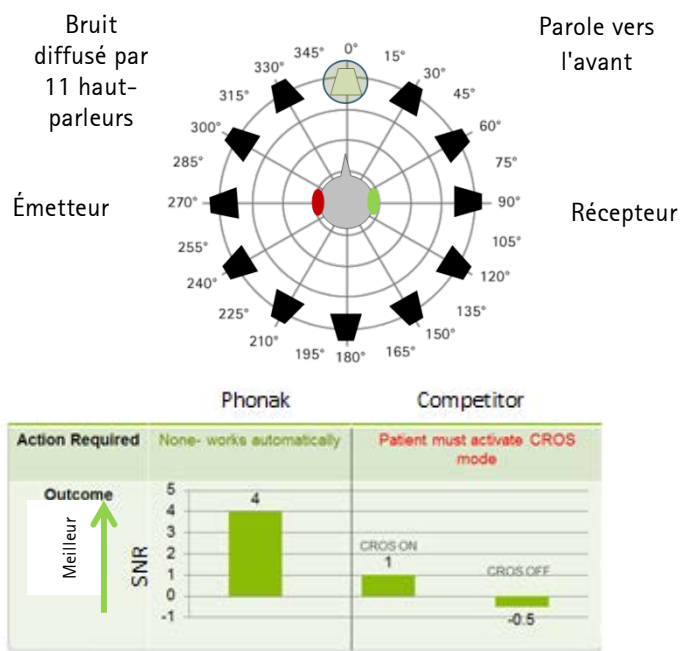 Bruit
diffusé par
11 haut-
parleurs
Parole vers
l'avant
Émetteur
Récepteur
0°
15°
30°
45°
60°
75°
90°
105°
120°
135°
150°
165°
180°
195°
210°
225°
240°
255°
270°
285°
300°
315°
330°
345°
Phonak
Competitor
Action Required
None- works automatically
Patient must activate CROS
mode
Outcome
Meilleur
SNR
5
4
3
2
1
0
-1
4
CROS ON
1
CROS OFF
-0.5